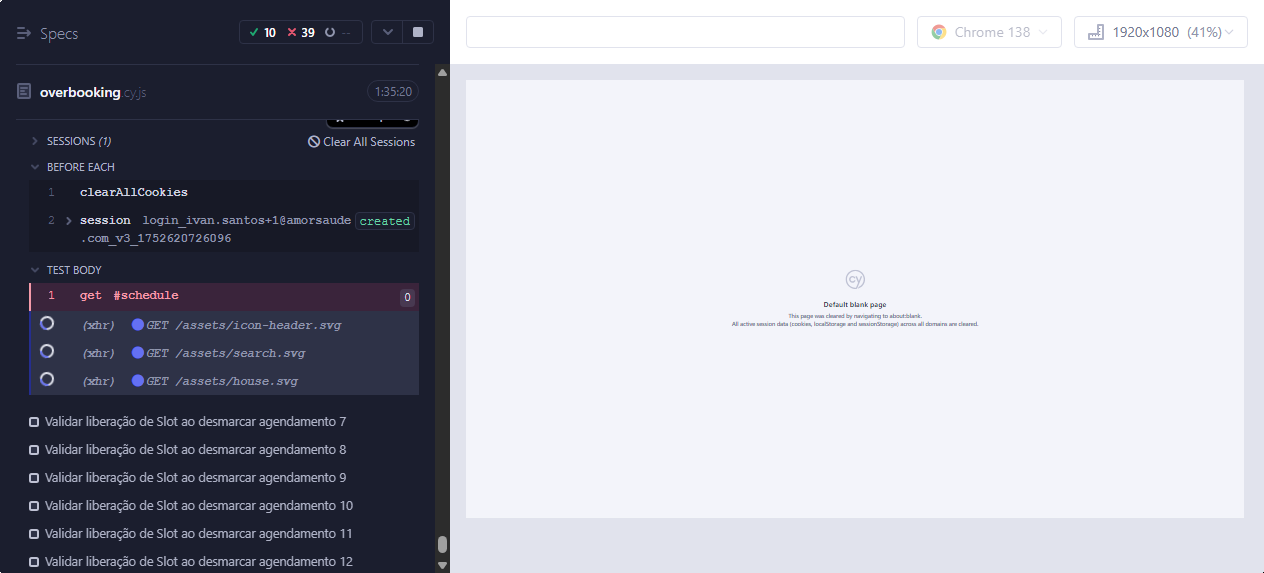 Specs
10 39 --
overbooking.cy.js 1:35:20
SESSIONS (1) Clear All Sessions
BEFORE EACH
1 clearAllCookies
2 session login_ivan.santos+1@amorsaude created
.com_v3_1752620726096
TEST BODY
1 get #schedule 0
(xhr) GET /assets/icon-header.svg
(xhr) GET /assets/search.svg
(xhr) GET /assets/house.svg
Validar liberação de Slot ao desmarcar agendamento 7
Validar liberação de Slot ao desmarcar agendamento 8
Validar liberação de Slot ao desmarcar agendamento 9
Validar liberação de Slot ao desmarcar agendamento 10
Validar liberação de Slot ao desmarcar agendamento 11
Validar liberação de Slot ao desmarcar agendamento 12
Chrome 138
1920x1080 (41%)
cy
Default blank page
This page was cleared by navigating to about:blank.
All active session data (cookies, localStorage and sessionStorage) across all domains are cleared.